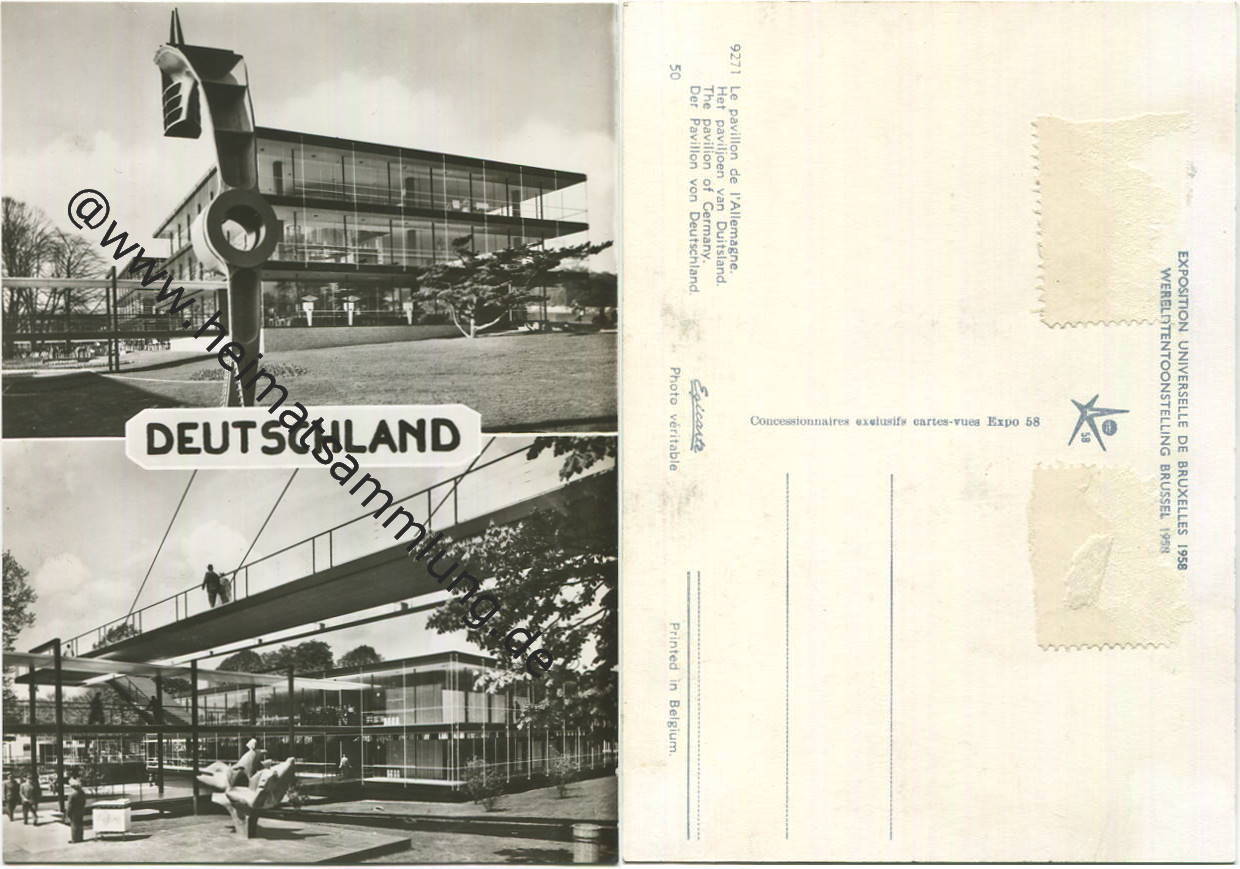 DEUTSCHLAND
@www.heimatsammlung.de
9271 Le pavillon de l'Allemagne.
Het paviljoen van Duitsland.
The pavilion of Germany.
Der Pavillon von Deutschland.
50
Photo véritable
Printed in Belgium.
Concessionnaires exclusifs cartes-vues Expo 58
58
EXPOSITION UNIVERSELLE DE BRUXELLES 1958
WERELDTENTOONSTELLING BRUSSEL 1958